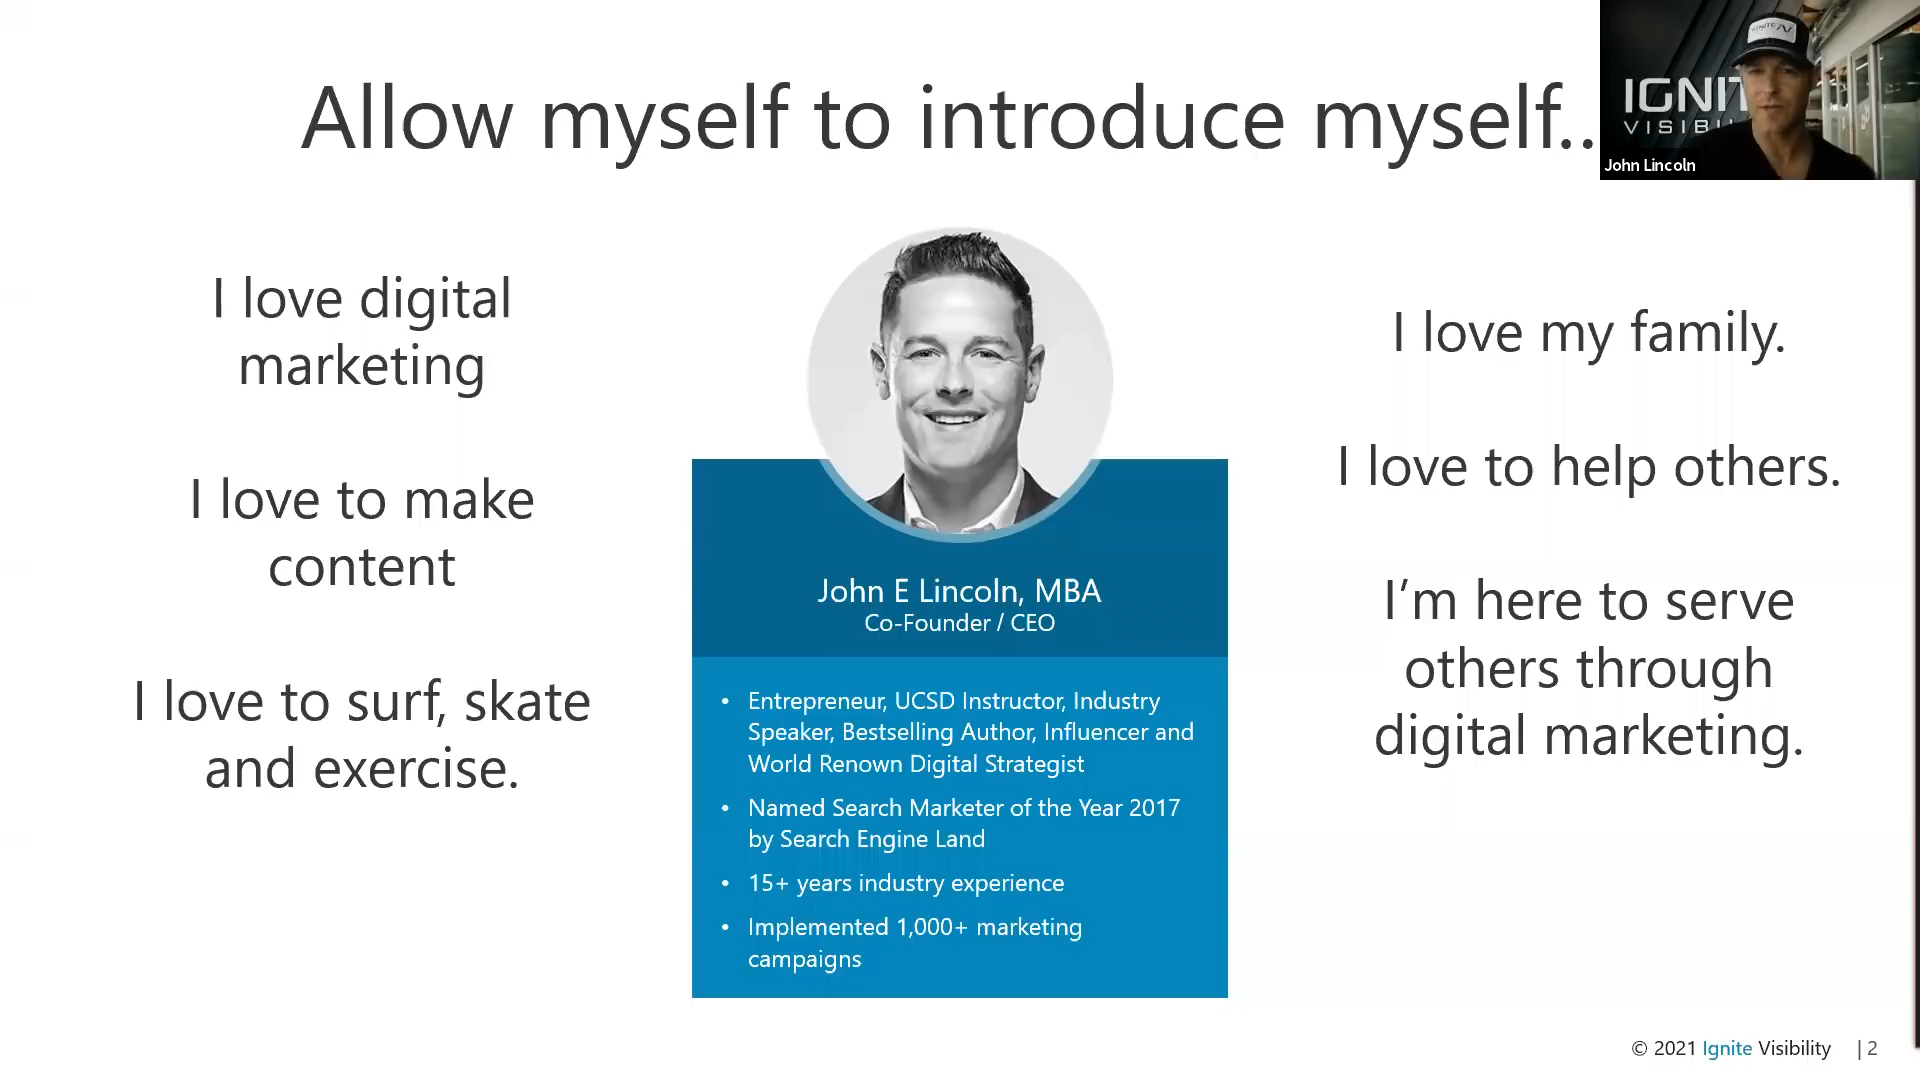 Allow myself to introduce myself..
IGNIT
VISIBI
John Lincoln
I love digital
marketing
I love to make
content
I love to surf, skate
and exercise.
John E Lincoln, MBA
Co-Founder / CEO
• Entrepreneur, UCSD Instructor, Industry
Speaker, Bestselling Author, Influencer and
World Renown Digital Strategist
• Named Search Marketer of the Year 2017
by Search Engine Land
• 15+ years industry experience
• Implemented 1,000+ marketing
campaigns
I love my family.
I love to help others.
I’m here to serve
others through
digital marketing.
© 2021 Ignite Visibility | 2